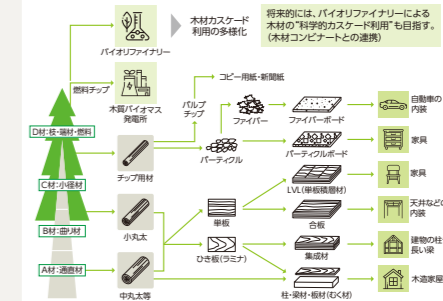 木材カスケード
利用の多様化
将来的には、バイオリファイナリーによる
木材の"科学的カスケード利用"も目指す。
(木材コンビナートとの連携)
バイオリファイナリー
燃料チップ
木質バイオマス
発電所
コピー用紙・新聞紙
パルプ
チップ
ファイバー
ファイバーボード
自動車の
内装
D材:枝・端材・燃料
チップ用材
パーティクル
パーティクルボード
家具
C材:小径材
LVL(単板積層材)
家具
B材:曲り材
小丸太
単板
合板
天井などの
内装
ひき板(ラミナ)
集成材
建物の柱
長い梁
A材:通直材
中丸太等
柱・梁材・板材(むく材)
木造家屋